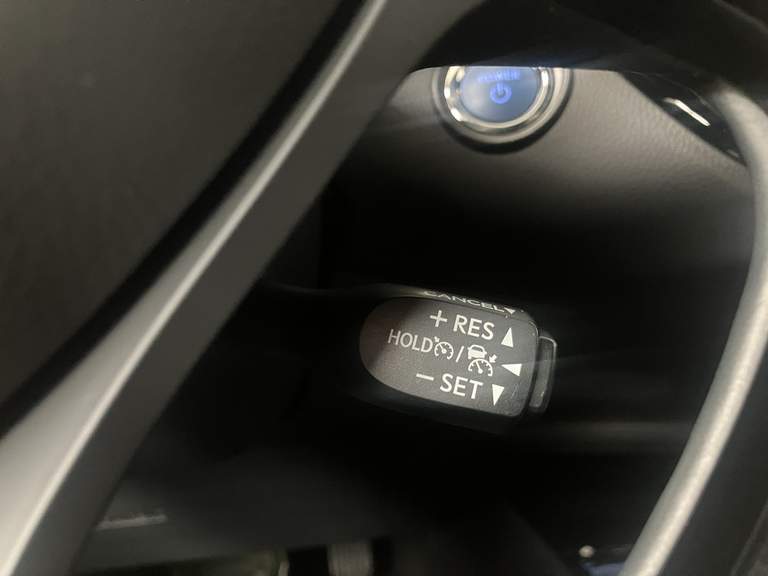 POWER
CANCEL
+ RES
HOLD /
− SET